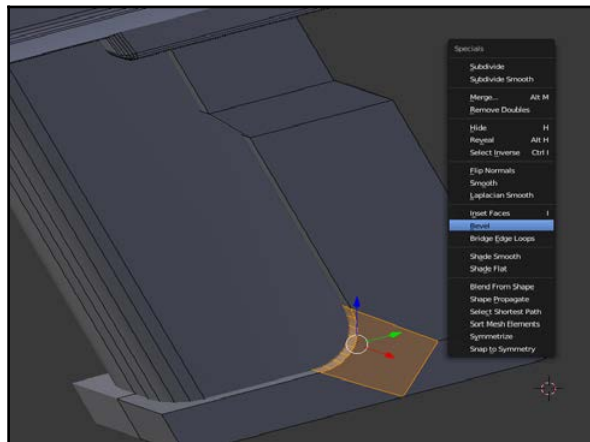 Specials
Subdivide
Subdivide Smooth
Merge... Alt M
Remove Doubles
Hide H
Reveal Alt H
Select Inverse Ctrl I
Flip Normals
Smooth
Laplacian Smooth
Inset Faces I
Bevel
Bridge Edge Loops
Shade Smooth
Shade Flat
Blend From Shape
Shape Propagate
Select Shortest Path
Sort Mesh Elements
Symmetrize
Snap to Symmetry